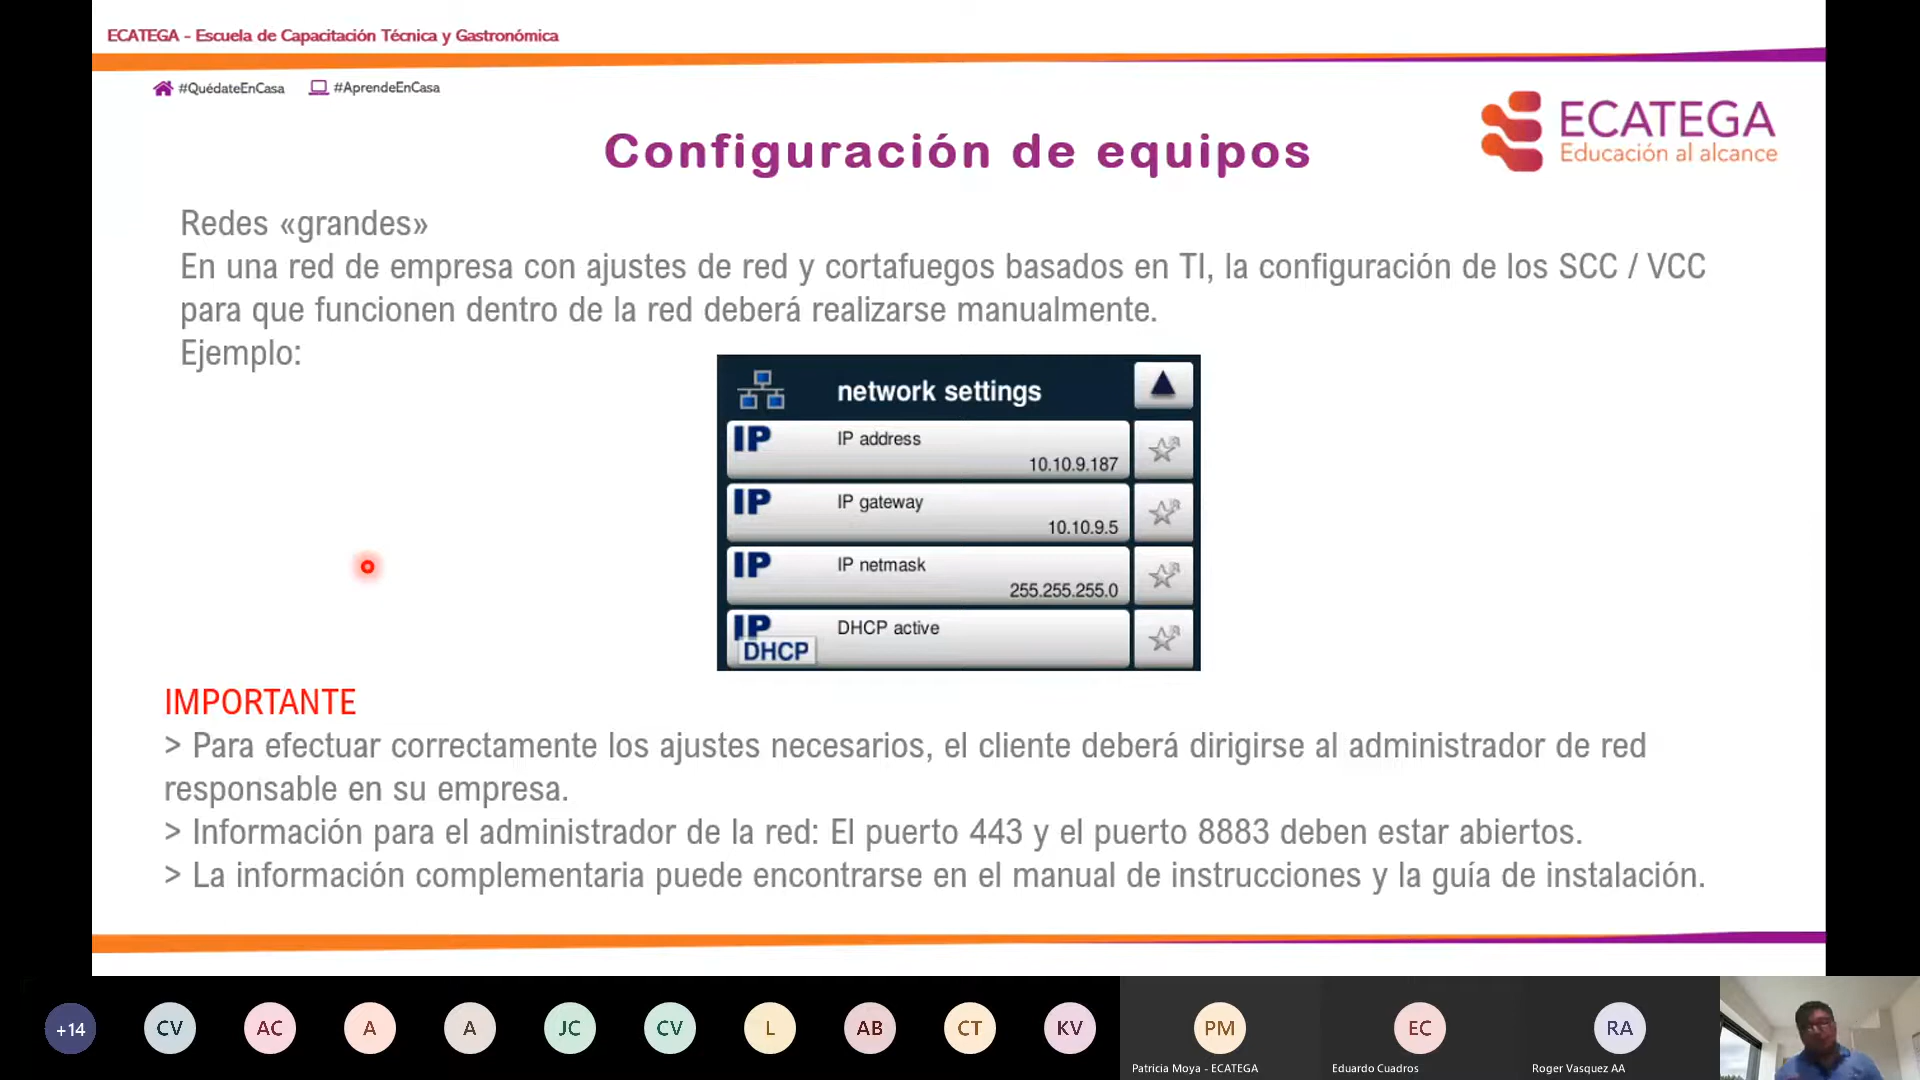 ECATEGA - Escuela de Capacitación Técnica y Gastronómica
#QuédateEnCasa #AprendeEnCasa
ECATEGA
Educación al alcance
Configuración de equipos
Redes «grandes»
En una red de empresa con ajustes de red y cortafuegos basados en TI, la configuración de los SCC / VCC
para que funcionen dentro de la red deberá realizarse manualmente.
Ejemplo:
network settings
IP IP address
10.10.9.187
IP IP gateway
10.10.9.5
IP IP netmask
255.255.255.0
IP DHCP active
DHCP
IMPORTANTE
> Para efectuar correctamente los ajustes necesarios, el cliente deberá dirigirse al administrador de red
responsable en su empresa.
> Información para el administrador de la red: El puerto 443 y el puerto 8883 deben estar abiertos.
> La información complementaria puede encontrarse en el manual de instrucciones y la guía de instalación.
+14 CV AC A A JC CV L AB CT KV PM EC RA
Patricia Moya - ECATEGA Eduardo Cuadros Roger Vasquez AA